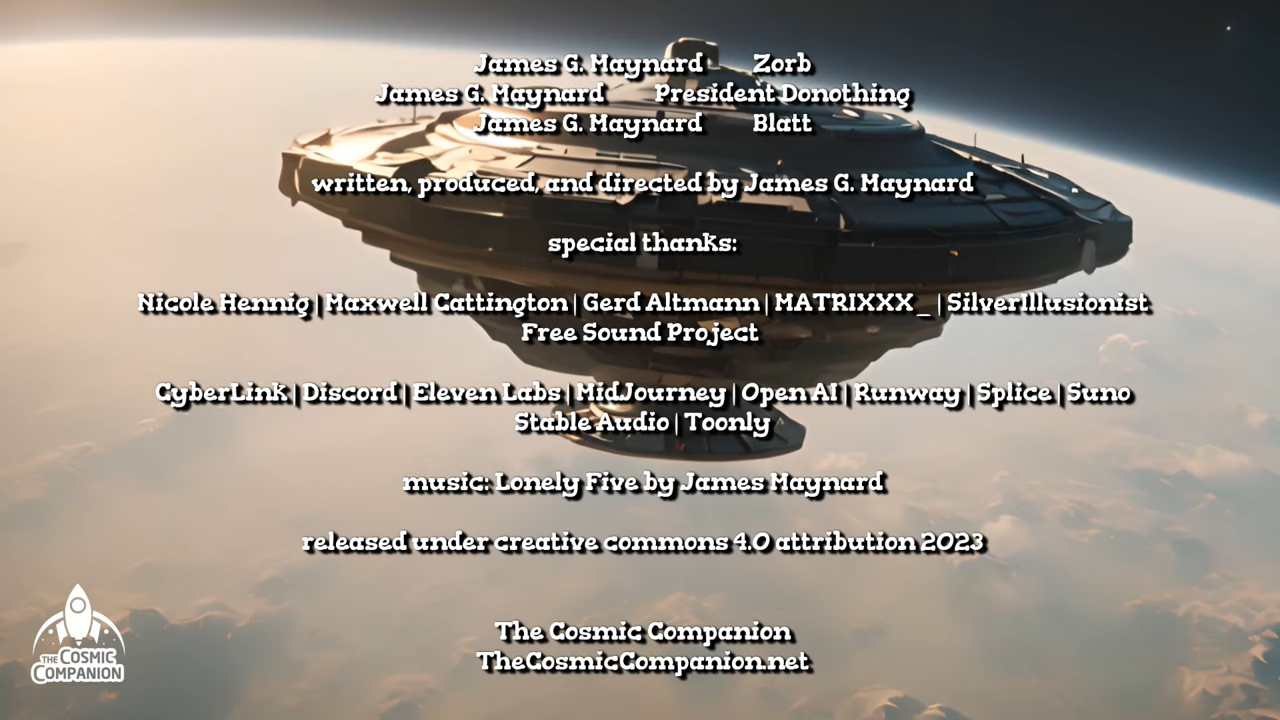 James G. Maynard Zorb
James G. Maynard President Donothing
James G. Maynard Blatt
written, produced, and directed by James G. Maynard
special thanks:
Nicole Hennig | Maxwell Cattington | Gerd Altmann | MATRIXXX_ | SilverIllusionist
Free Sound Project
CyberLink | Discord | Eleven Labs | MidJourney | Open AI | Runway | Splice | Suno
Stable Audio | Toonly
music: Lonely Five by James Maynard
released under creative commons 4.0 attribution 2023
The Cosmic Companion
TheCosmicCompanion.net
THE COSMIC
COMPANION